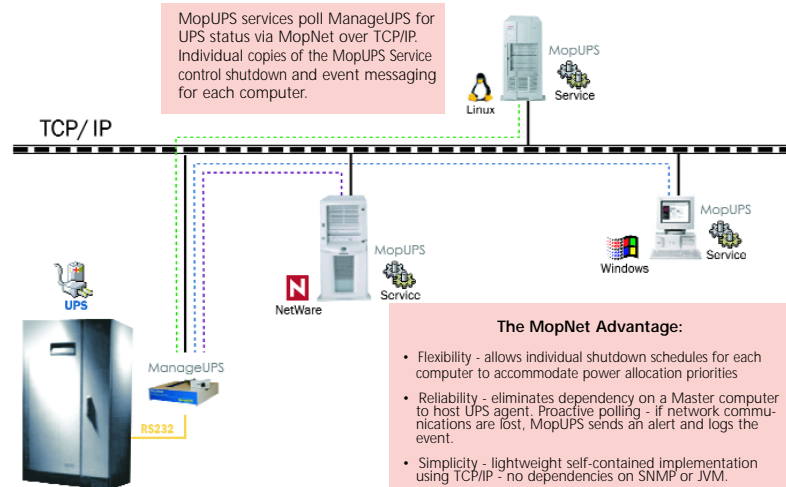 MopUPS services poll ManageUPS for
UPS status via MopNet over TCP/IP.
Individual copies of the MopUPS Service
control shutdown and event messaging
for each computer.
MopUPS
Service
Linux
TCP/ IP
MopUPS
Service
NetWare
MopUPS
Service
Windows
UPS
ManageUPS
RS232
The MopNet Advantage:
• Flexibility - allows individual shutdown schedules for each
computer to accommodate power allocation priorities
• Reliability - eliminates dependency on a Master computer
to host UPS agent. Proactive polling - if network commu-
nications are lost, MopUPS sends an alert and logs the
event.
• Simplicity - lightweight self-contained implementation
using TCP/IP - no dependencies on SNMP or JVM.